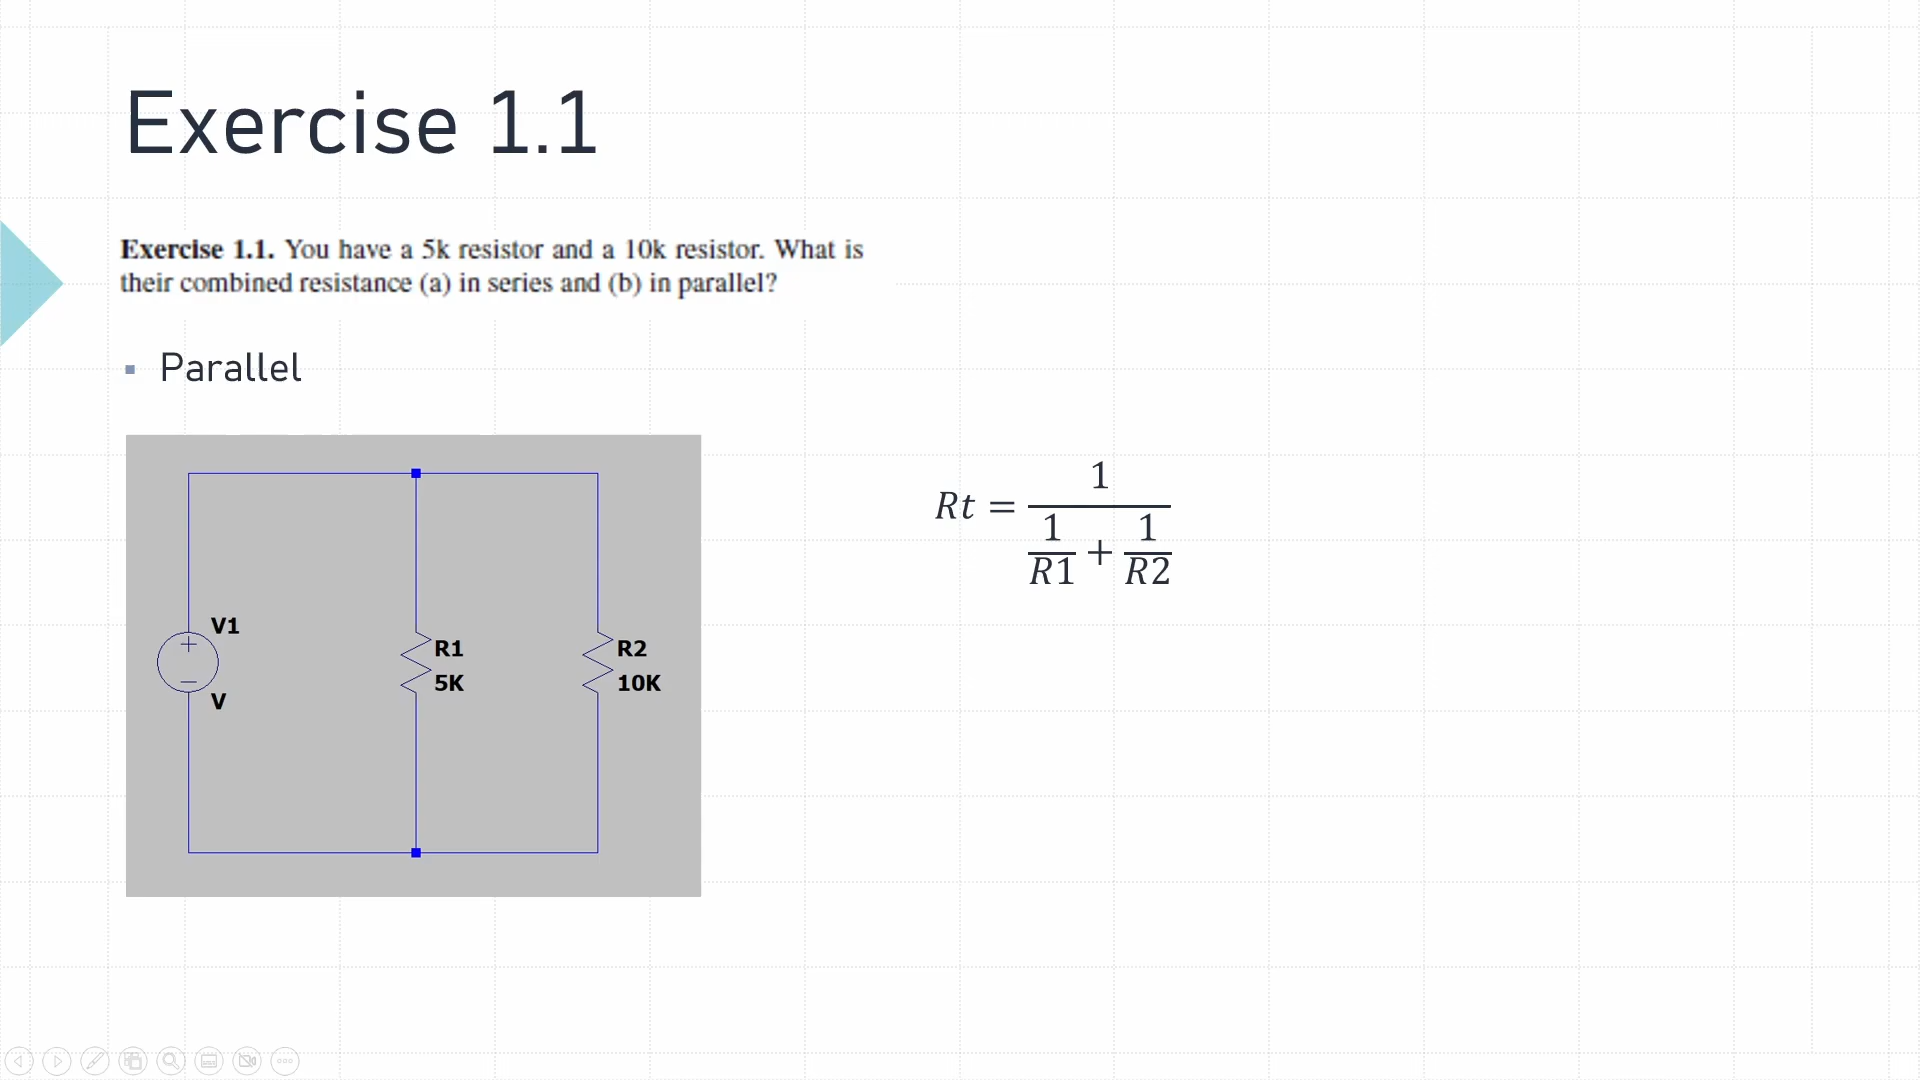 Exercise 1.1
Exercise 1.1. You have a 5k resistor and a 10k resistor. What is
their combined resistance (a) in series and (b) in parallel?
▪ Parallel
V1
+
−
V
R1
5K
R2
10K
Rt = 1 / (1/R1 + 1/R2)